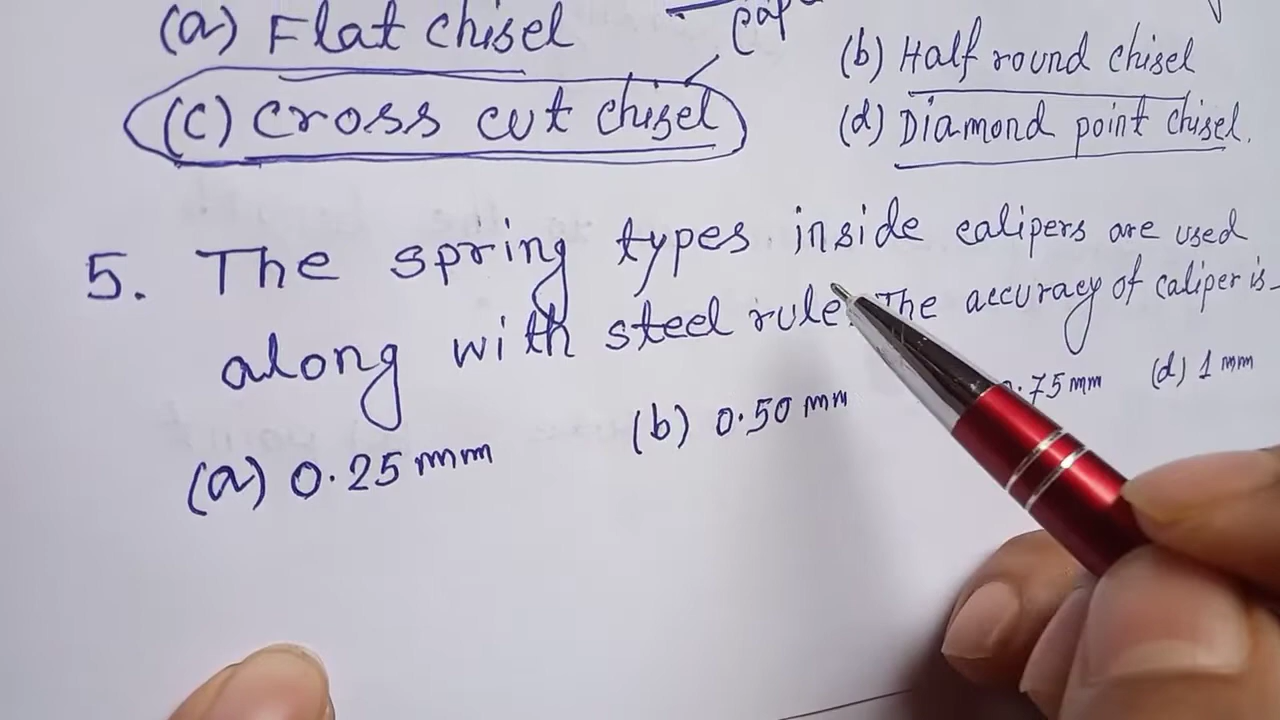 (a) Flat chisel
(b) Half round chisel
(c) cross cut chisel
(d) Diamond point chisel.
5. The spring types inside calipers are used
along with steel rule. The accuracy of caliper is-
(a) 0.25 mm (b) 0.50 mm .75 mm (d) 1 mm